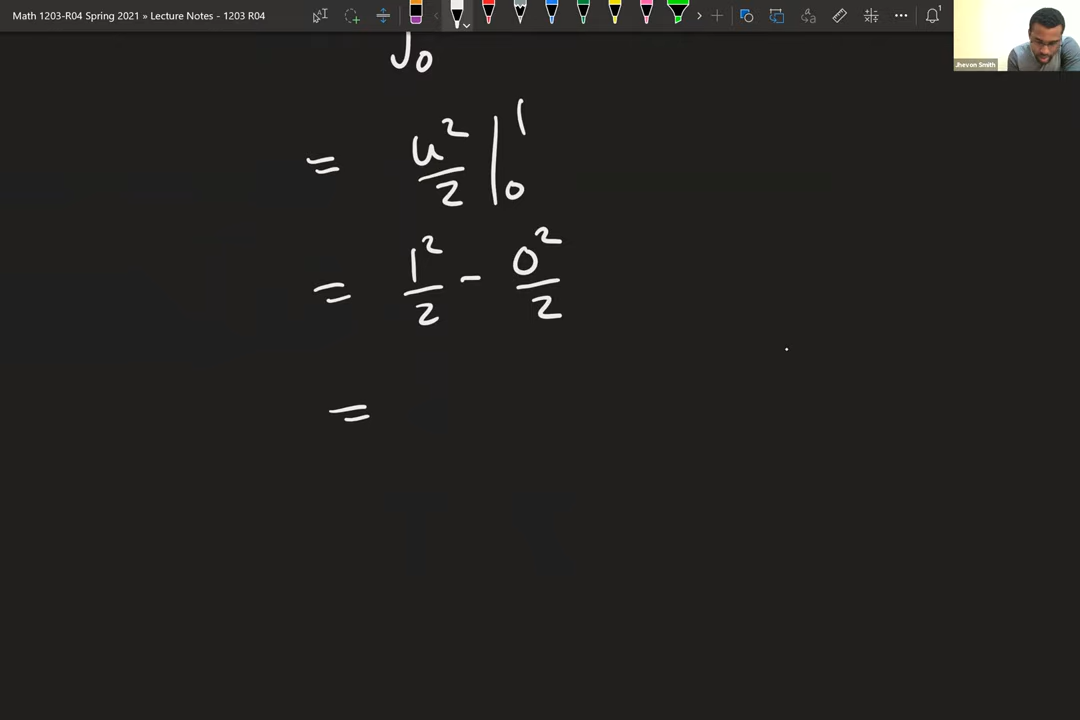 Math 1203-R04 Spring 2021 » Lecture Notes - 1203 R04
Jhevon Smith
∫₀
= u²/2 |₀¹
= 1²/2 - 0²/2
=